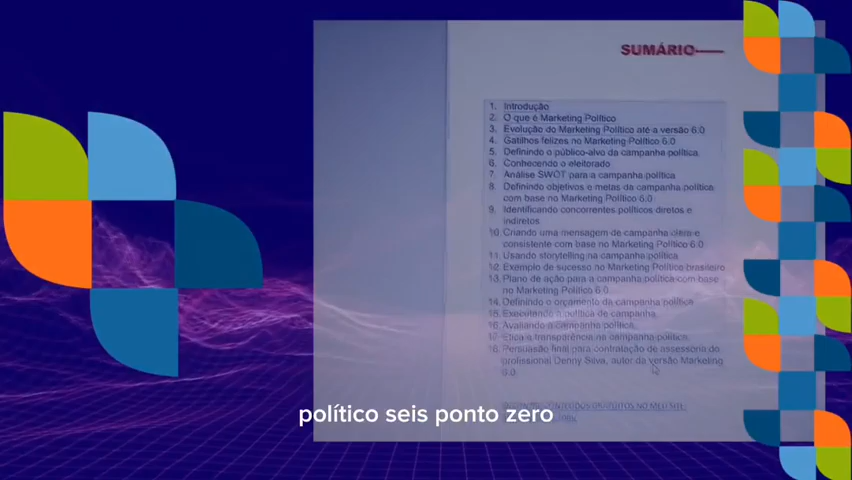 SUMÁRIO
1. Introdução
2. O que é Marketing Político
3. Evolução do Marketing Político até a versão 6.0
4. Gatilhos felizes no Marketing Político 6.0
5. Definindo o público-alvo da campanha política
6. Conhecendo o eleitorado
7. Análise SWOT para a campanha política
8. Definindo objetivos e metas da campanha política
com base no Marketing Político 6.0
9. Identificando concorrentes políticos diretos e
indiretos
10. Criando uma mensagem de campanha clara e
consistente com base no Marketing Político 6.0
11. Usando storytelling na campanha política
12. Exemplo de sucesso no Marketing Político brasileiro
13. Plano de ação para a campanha política com base
no Marketing Político 6.0
14. Definindo o orçamento da campanha política
15. Executando a política de campanha
16. Avaliando a campanha política
17. Ética e transparência na campanha política
18. Persuasão final para contratação de assessoria do
profissional Denny Silva, autor da versão Marketing
6.0
político seis ponto zero